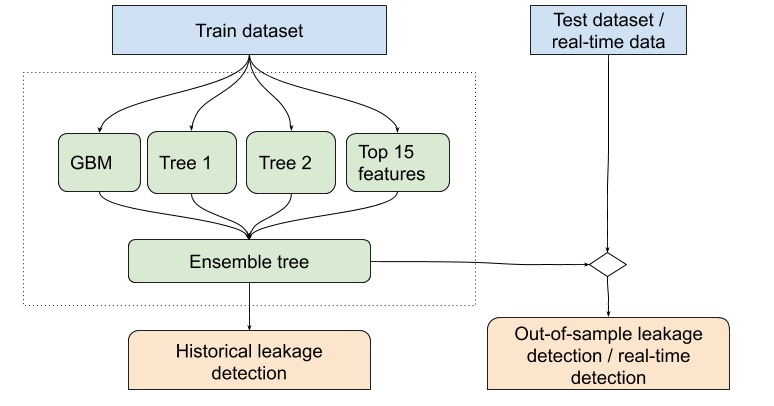 Train dataset
Test dataset /
real-time data
GBM
Tree 1
Tree 2
Top 15
features
Ensemble tree
Historical leakage
detection
Out-of-sample leakage
detection / real-time
detection